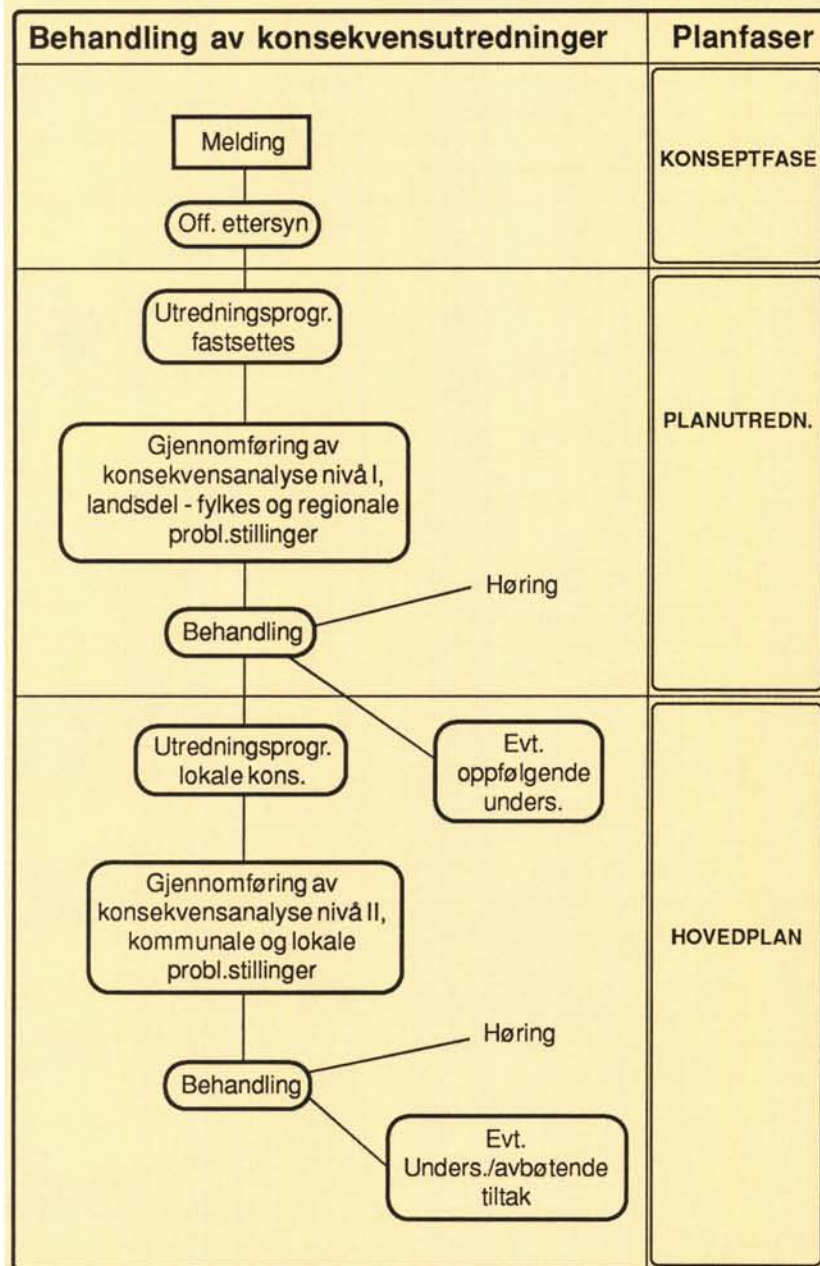 Behandling av konsekvensutredninger
Planfaser
Melding
Off. ettersyn
KONSEPTFASE
Utredningsprogr.
fastsettes
Gjennomføring av
konsekvensanalyse nivå I,
landsdel - fylkes og regionale
probl.stillinger
Høring
Behandling
PLANUTREDN.
Utredningsprogr.
lokale kons.
Evt.
oppfølgende
unders.
Gjennomføring av
konsekvensanalyse nivå II,
kommunale og lokale
probl.stillinger
Høring
Behandling
Evt.
Unders./avbøtende
tiltak
HOVEDPLAN